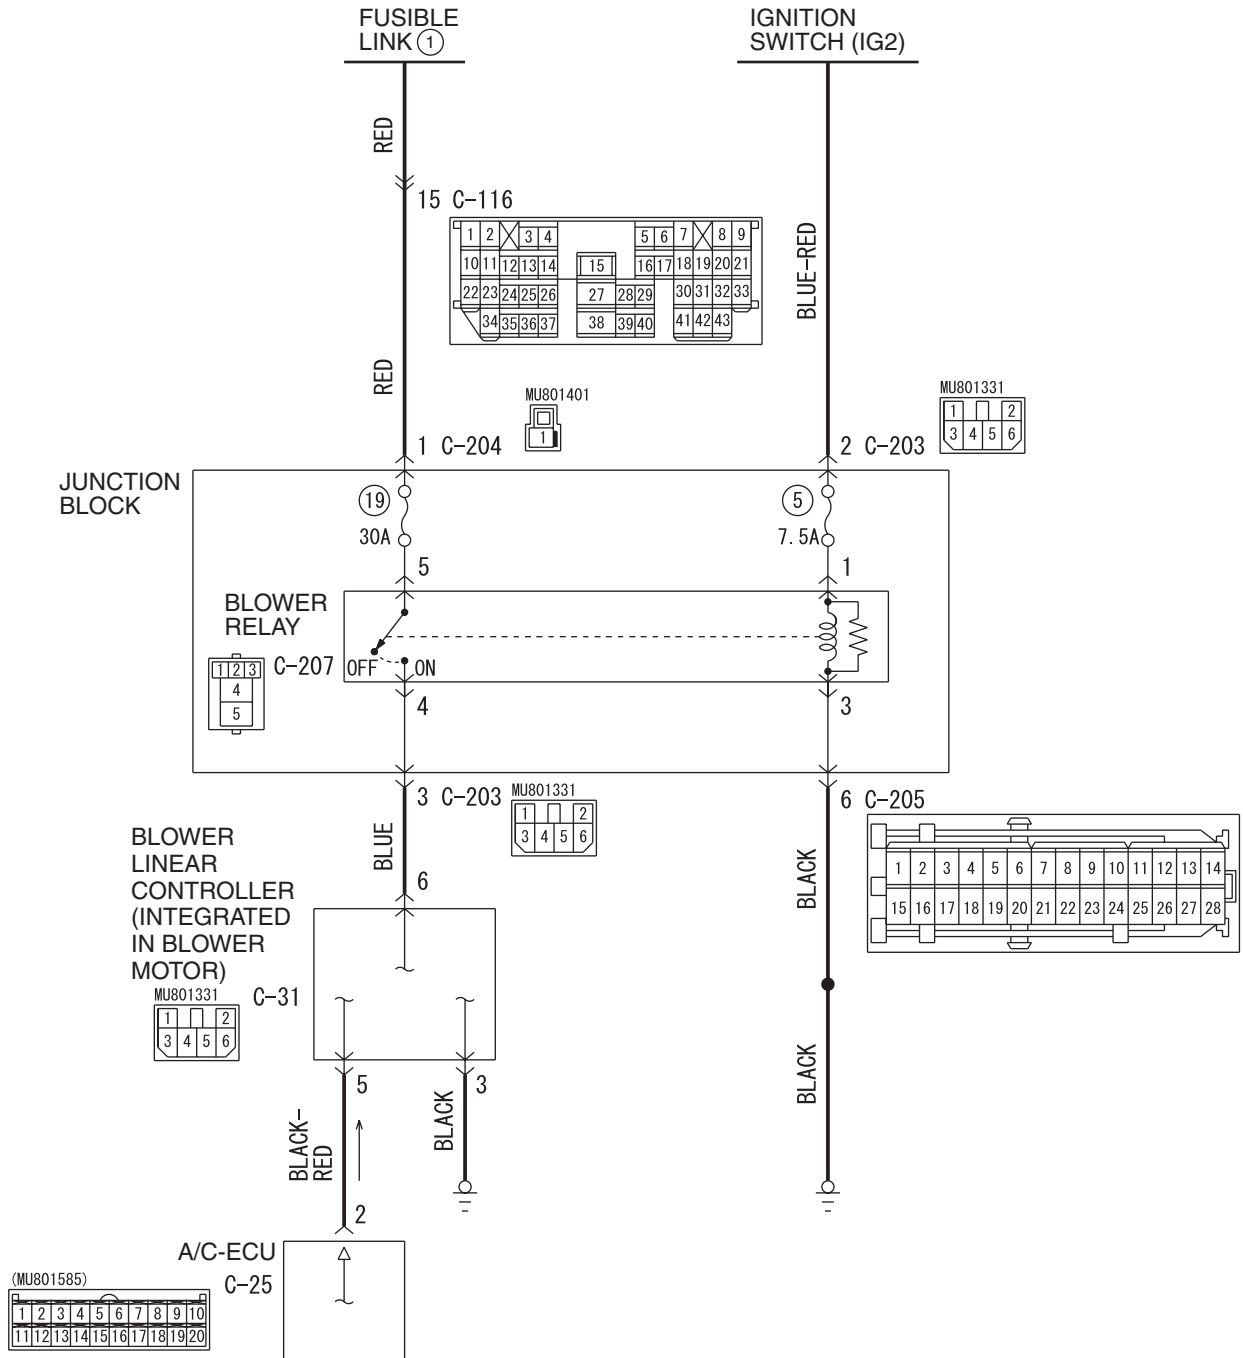 FUSIBLE
LINK ①
IGNITION
SWITCH (IG2)
RED
15 C-116
1 2 3 4 5 6 7 8 9
10 11 12 13 14 15 16 17 18 19 20 21
22 23 24 25 26 27 28 29 30 31 32 33
34 35 36 37 38 39 40 41 42 43
BLUE-RED
RED
MU801401
1
MU801331
1 2
3 4 5 6
1 C-204
2 C-203
JUNCTION
BLOCK
⑲
30A
⑤
7.5A
5
1
BLOWER
RELAY
C-207
1 2 3
4
5
OFF
ON
4
3
3 C-203
MU801331
1 2
3 4 5 6
6 C-205
1 2 3 4 5 6 7 8 9 10 11 12 13 14
15 16 17 18 19 20 21 22 23 24 25 26 27 28
BLUE
BLACK
BLOWER
LINEAR
CONTROLLER
(INTEGRATED
IN BLOWER
MOTOR)
6
MU801331
1 2
3 4 5 6
C-31
5
3
BLACK-
RED
BLACK
BLACK
2
A/C-ECU
C-25
(MU801585)
1 2 3 4 5 6 7 8 9 10
11 12 13 14 15 16 17 18 19 20